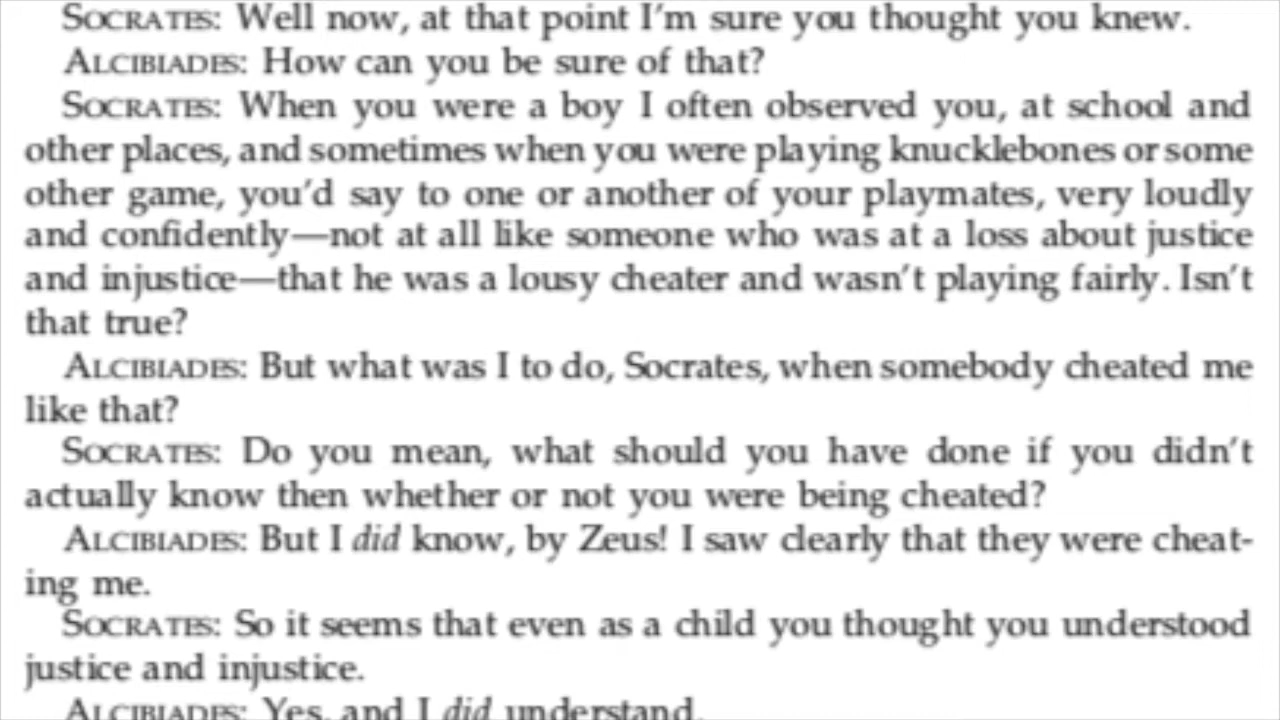 SOCRATES: Well now, at that point I'm sure you thought you knew.
ALCIBIADES: How can you be sure of that?
SOCRATES: When you were a boy I often observed you, at school and
other places, and sometimes when you were playing knucklebones or some
other game, you'd say to one or another of your playmates, very loudly
and confidently—not at all like someone who was at a loss about justice
and injustice—that he was a lousy cheater and wasn't playing fairly. Isn't
that true?
ALCIBIADES: But what was I to do, Socrates, when somebody cheated me
like that?
SOCRATES: Do you mean, what should you have done if you didn't
actually know then whether or not you were being cheated?
ALCIBIADES: But I did know, by Zeus! I saw clearly that they were cheat-
ing me.
SOCRATES: So it seems that even as a child you thought you understood
justice and injustice.
ALCIBIADES: Yes, and I did understand.